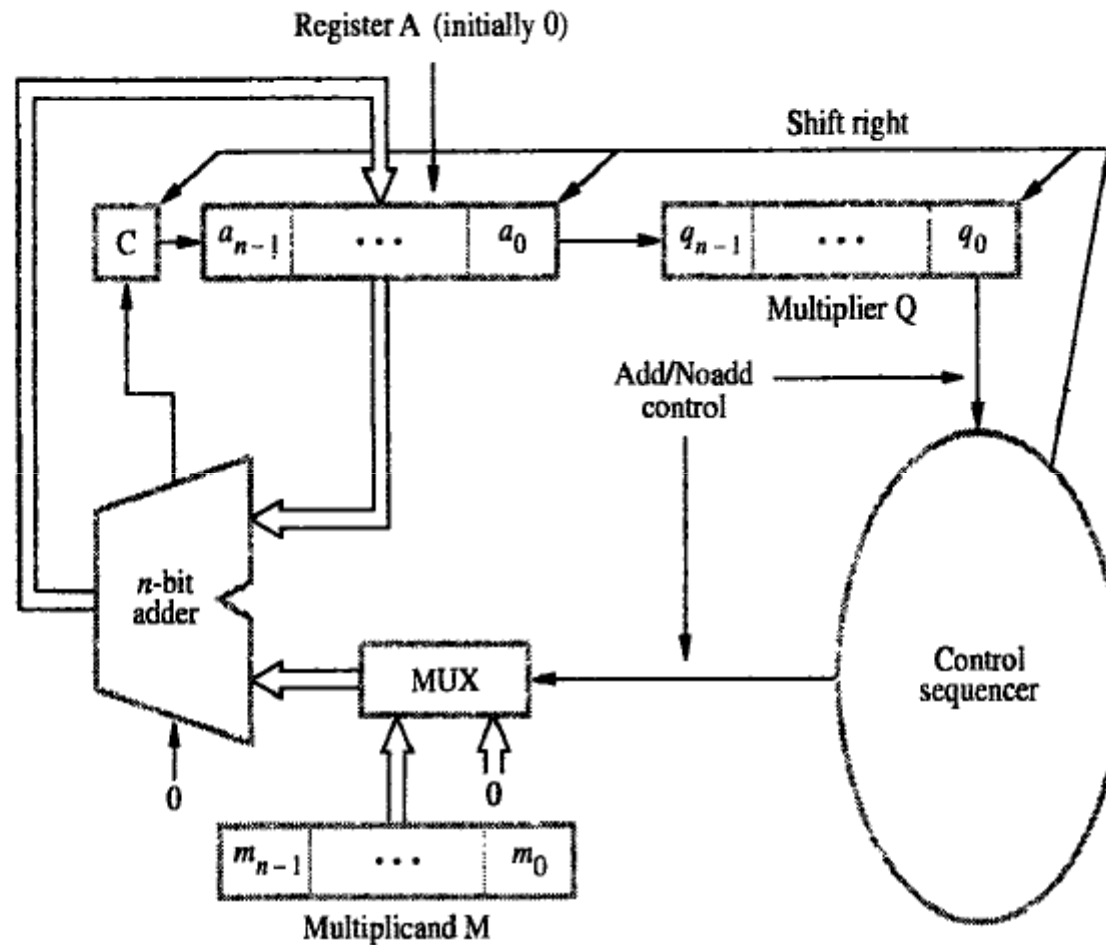 Register A (initially 0)
Shift right
C
a_{n-1} ... a_0
q_{n-1} ... q_0
Multiplier Q
Add/Noadd
control
n-bit
adder
MUX
Control
sequencer
0
0
m_{n-1} ... m_0
Multiplicand M